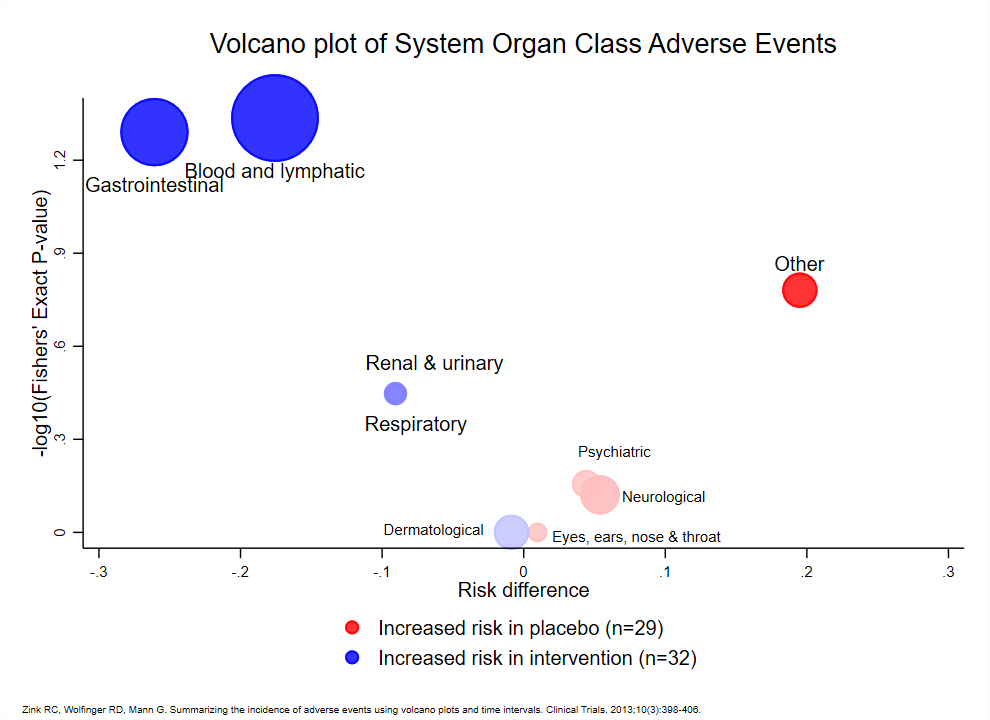 Volcano plot of System Organ Class Adverse Events
-log10(Fishers' Exact P-value)
1.2
.9
.6
.3
0
Blood and lymphatic
Gastrointestinal
Other
Renal & urinary
Respiratory
Psychiatric
Neurological
Dermatological
Eyes, ears, nose & throat
-.3 -.2 -.1 0 .1 .2 .3
Risk difference
Increased risk in placebo (n=29)
Increased risk in intervention (n=32)
Zink RC, Wolfinger RD, Mann G. Summarizing the incidence of adverse events using volcano plots and time intervals. Clinical Trials. 2013;10(3):398-406.